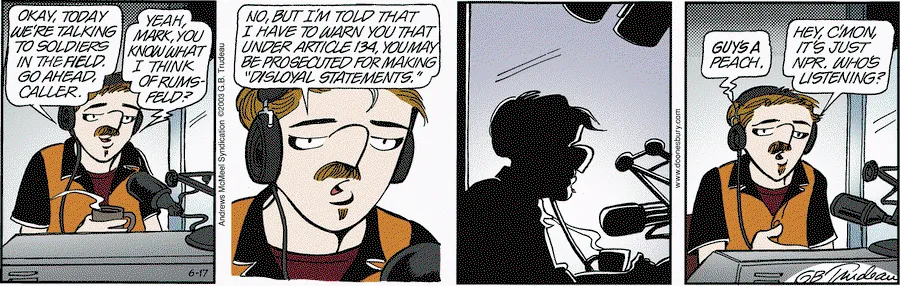 OKAY, TODAY
WE'RE TALKING
TO SOLDIERS
IN THE FIELD.
GO AHEAD,
CALLER.
YEAH,
MARK, YOU
KNOW WHAT
I THINK
OF RUMS-
FELD?
6-17
Andrews McMeel Syndication ©2003 G.B. Trudeau
NO, BUT I'M TOLD THAT
I HAVE TO WARN YOU THAT
UNDER ARTICLE 134, YOU MAY
BE PROSECUTED FOR MAKING
"DISLOYAL STATEMENTS."
www.doonesbury.com
GUY'S A
PEACH.
HEY, C'MON,
IT'S JUST
NPR. WHO'S
LISTENING?
GB Trudeau